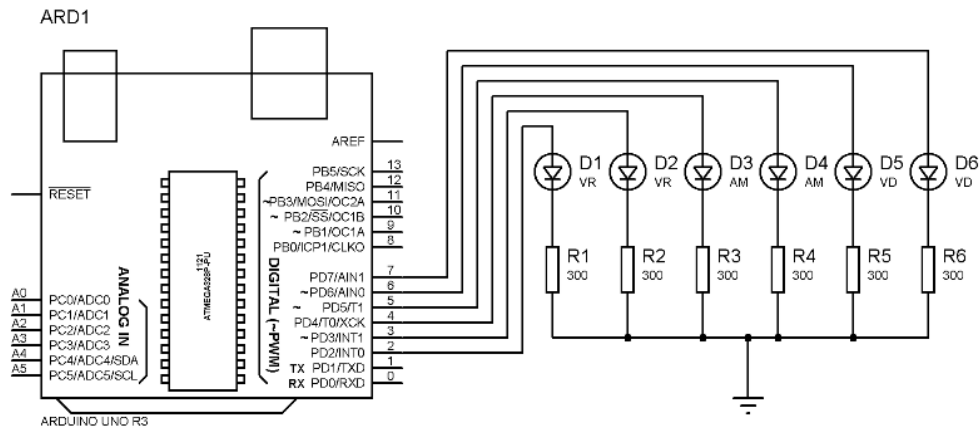 ARD1
RESET
AREF
PB5/SCK 13
PB4/MISO 12
~PB3/MOSI/OC2A 11
~ PB2/SS/OC1B 10
~ PB1/OC1A 9
PB0/ICP1/CLKO 8
PD7/AIN1 7
~PD6/AIN0 6
~ PD5/T1 5
PD4/T0/XCK 4
~PD3/INT1 3
PD2/INT0 2
TX PD1/TXD 1
RX PD0/RXD 0
DIGITAL (~PWM)
1121
ATMEGA328P-PU
ANALOG IN
A0 PC0/ADC0
A1 PC1/ADC1
A2 PC2/ADC2
A3 PC3/ADC3
A4 PC4/ADC4/SDA
A5 PC5/ADC5/SCL
ARDUINO UNO R3
D1 D2 D3 D4 D5 D6
VR VR AM AM VD VD
R1 R2 R3 R4 R5 R6
300 300 300 300 300 300